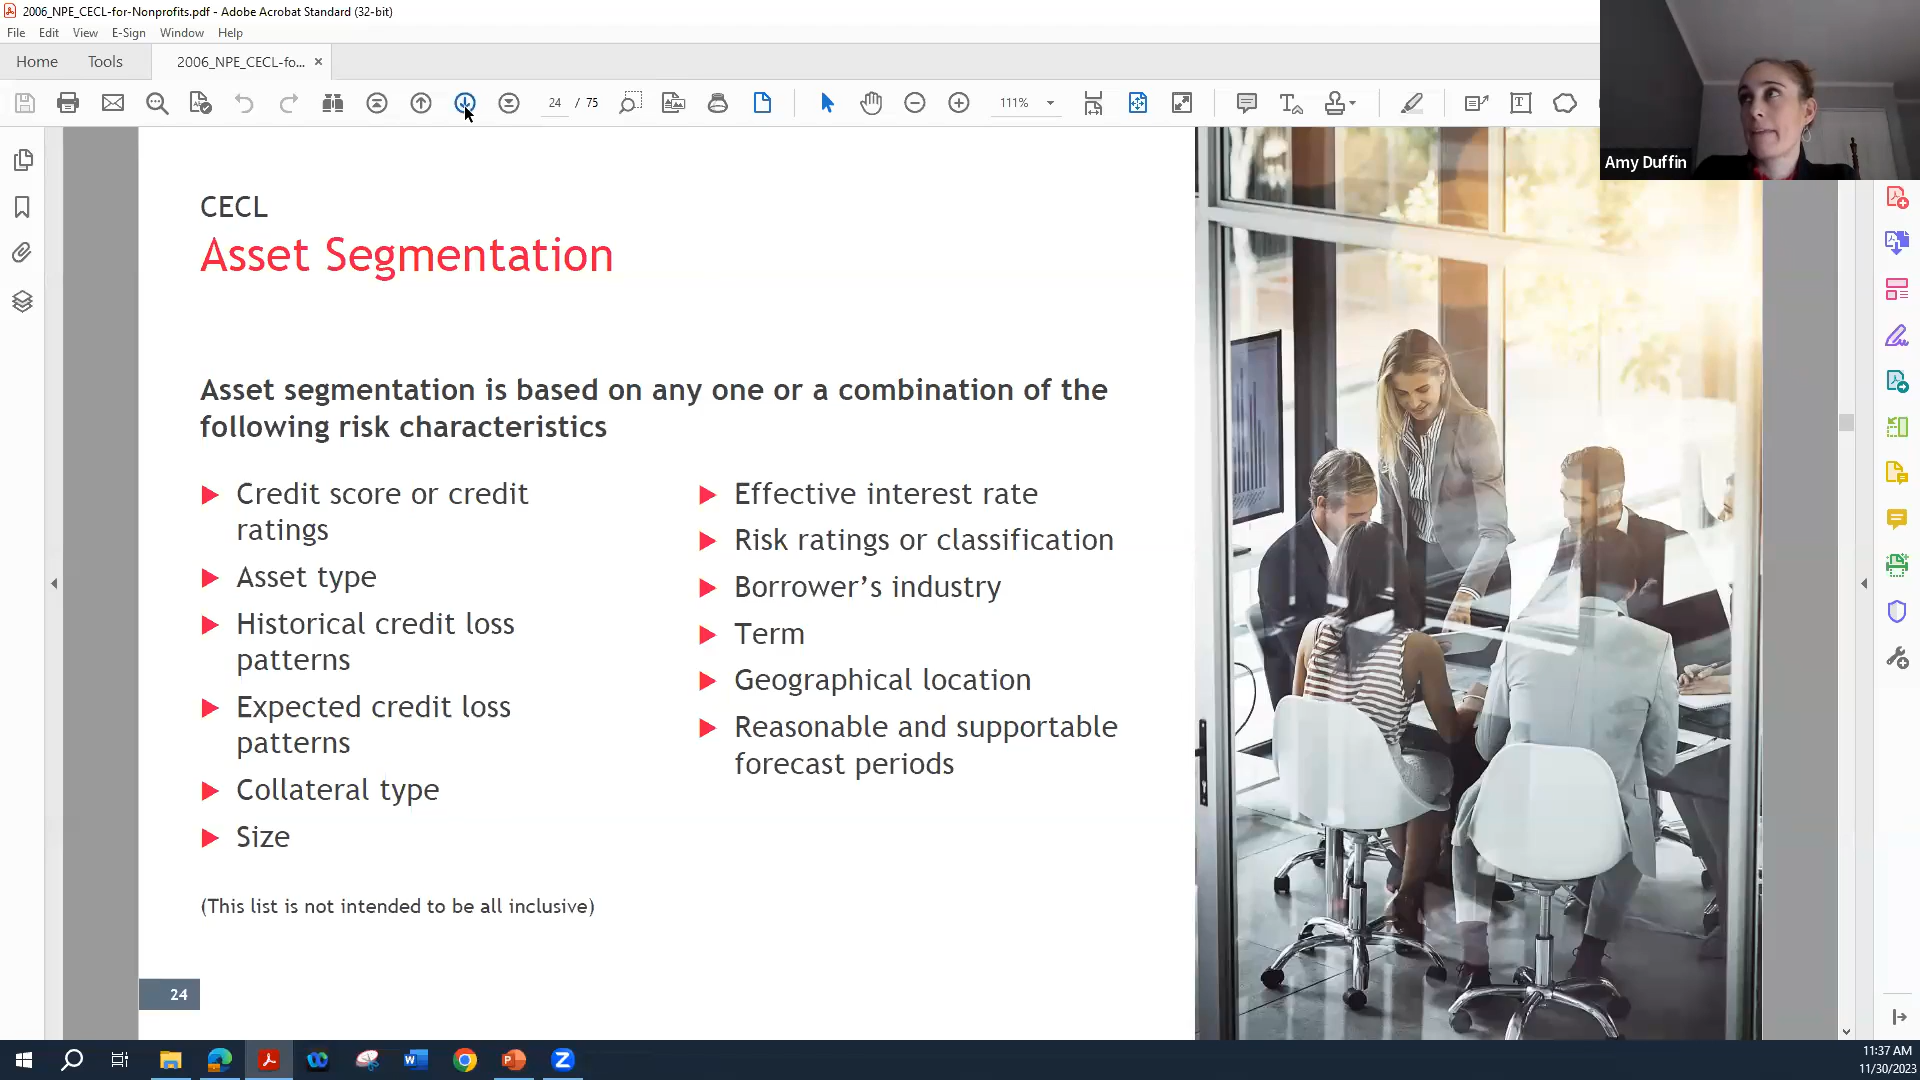 2006_NPE_CECL-for-Nonprofits.pdf - Adobe Acrobat Standard (32-bit)
File Edit View E-Sign Window Help
Home Tools 2006_NPE_CECL-fo... ×
24 / 75 111%
Amy Duffin
CECL
Asset Segmentation
Asset segmentation is based on any one or a combination of the
following risk characteristics
Credit score or credit
ratings
Asset type
Historical credit loss
patterns
Expected credit loss
patterns
Collateral type
Size
Effective interest rate
Risk ratings or classification
Borrower’s industry
Term
Geographical location
Reasonable and supportable
forecast periods
(This list is not intended to be all inclusive)
24
11:37 AM
11/30/2023